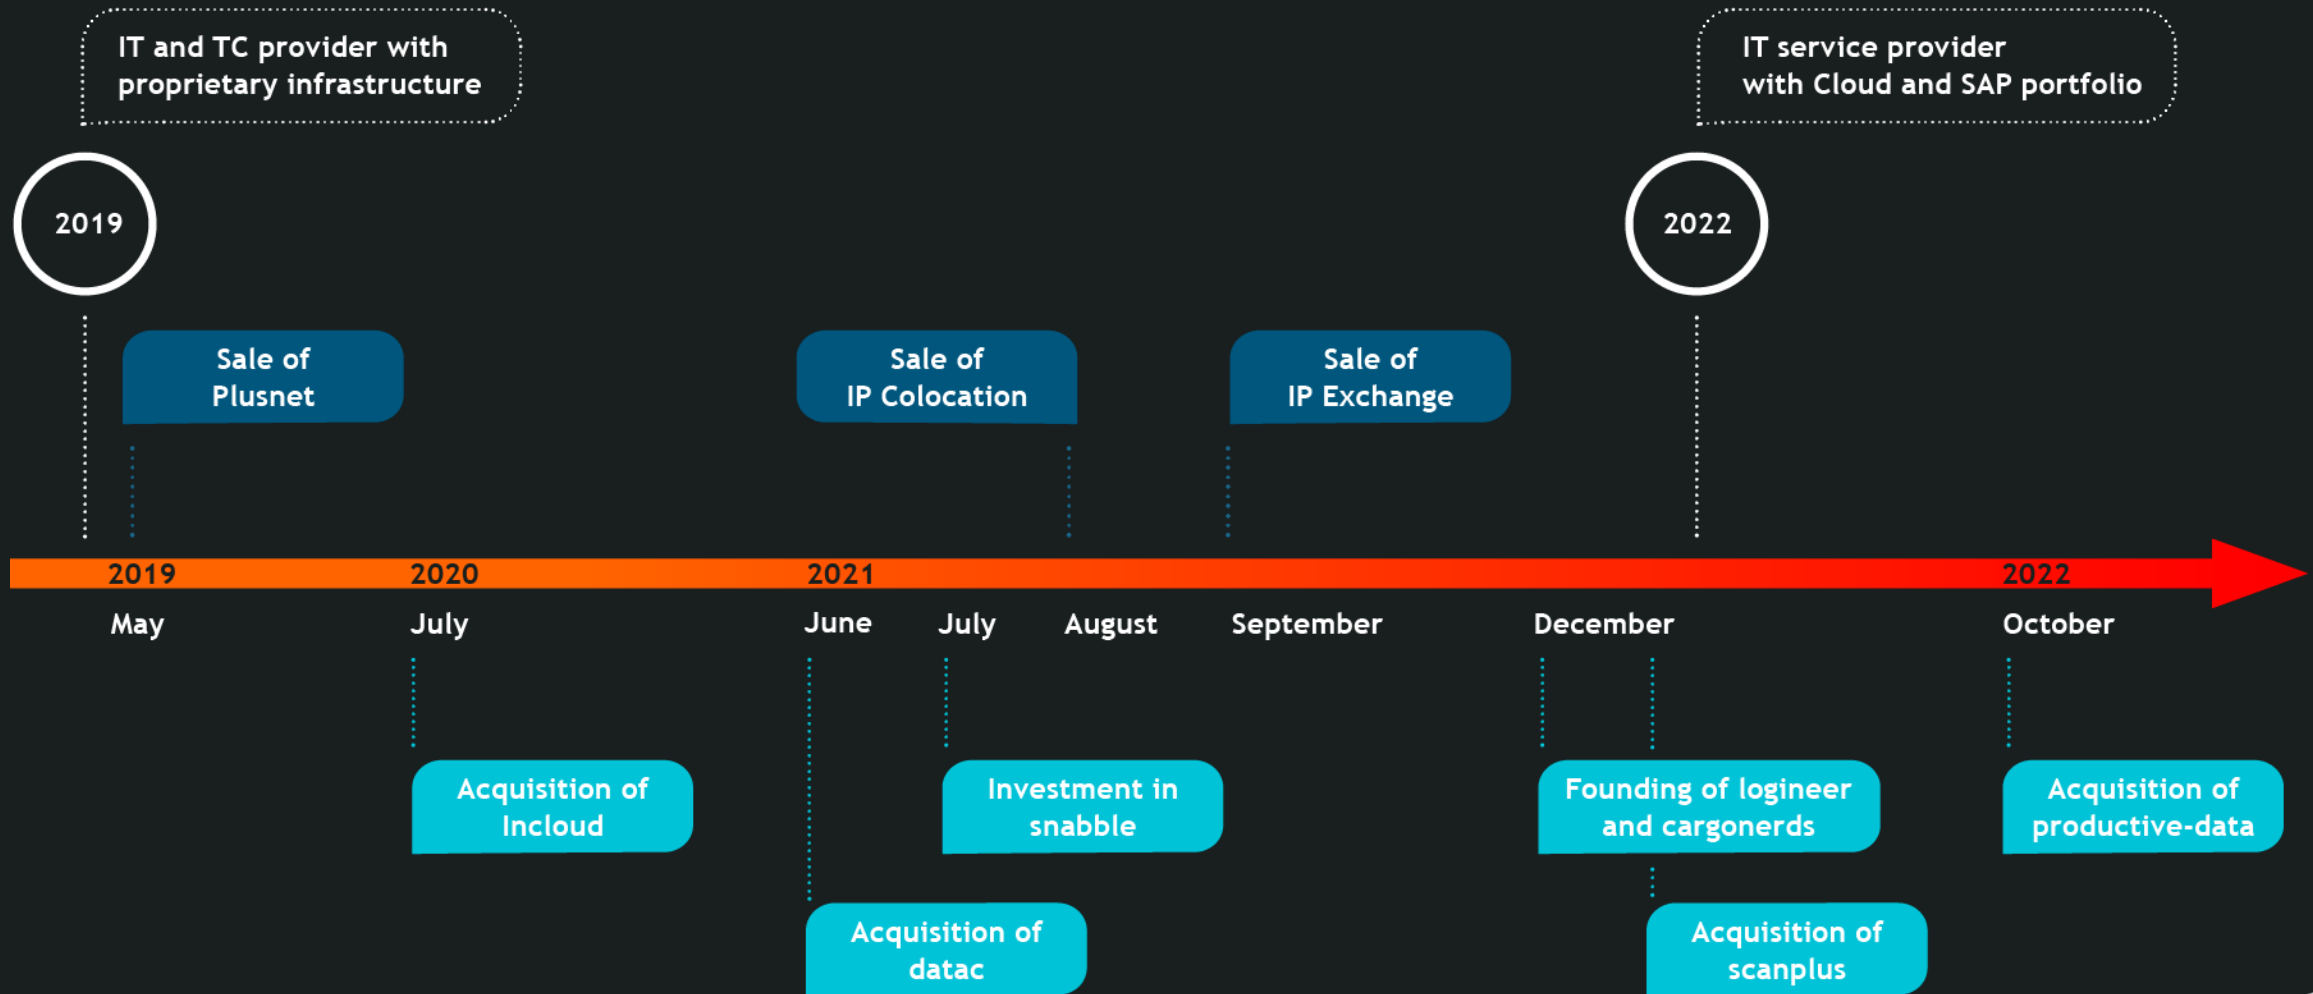 IT and TC provider with
proprietary infrastructure
IT service provider
with Cloud and SAP portfolio
2019
2022
Sale of
Plusnet
Sale of
IP Colocation
Sale of
IP Exchange
2019
2020
2021
2022
May
July
June
July
August
September
December
October
Acquisition of
Incloud
Investment in
snabble
Founding of logineer
and cargonerds
Acquisition of
productive-data
Acquisition of
datac
Acquisition of
scanplus